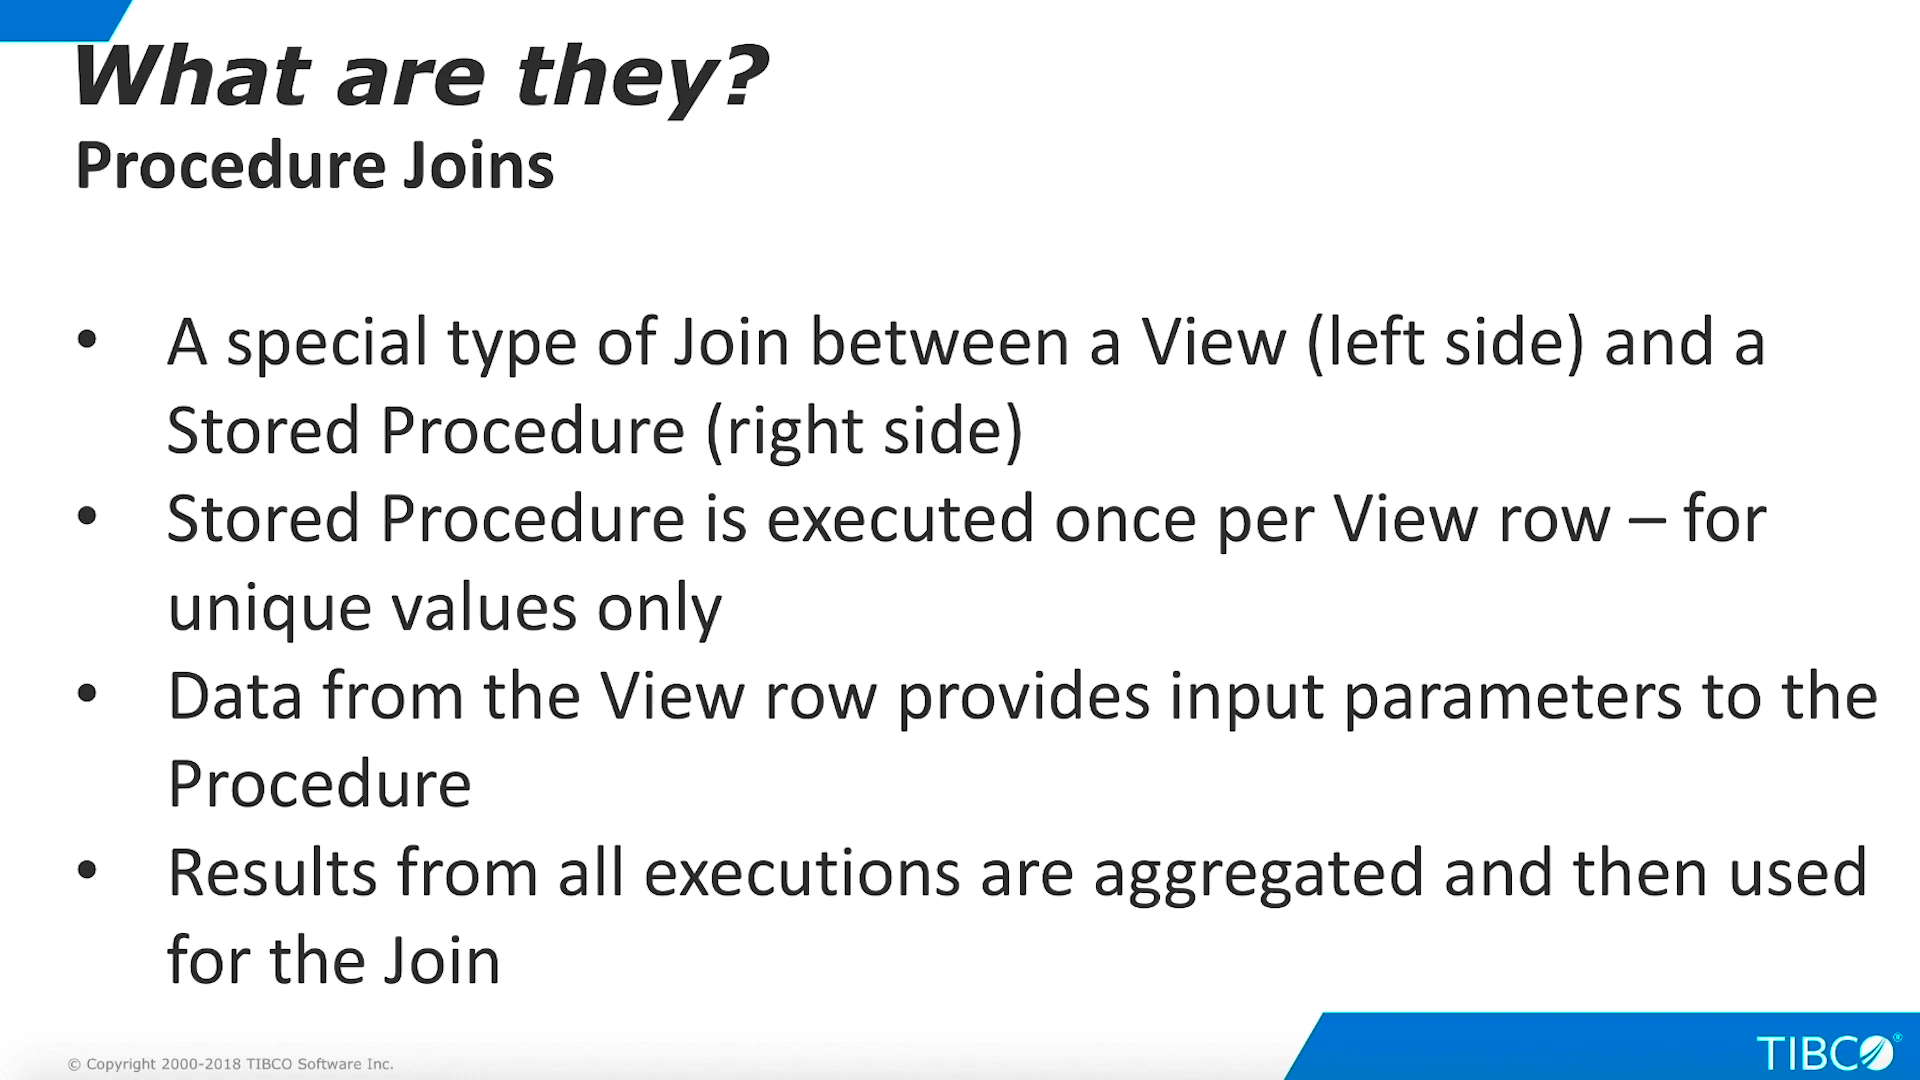 What are they?
Procedure Joins
• A special type of Join between a View (left side) and a
Stored Procedure (right side)
• Stored Procedure is executed once per View row – for
unique values only
• Data from the View row provides input parameters to the
Procedure
• Results from all executions are aggregated and then used
for the Join
© Copyright 2000-2018 TIBCO Software Inc.
TIBCO®